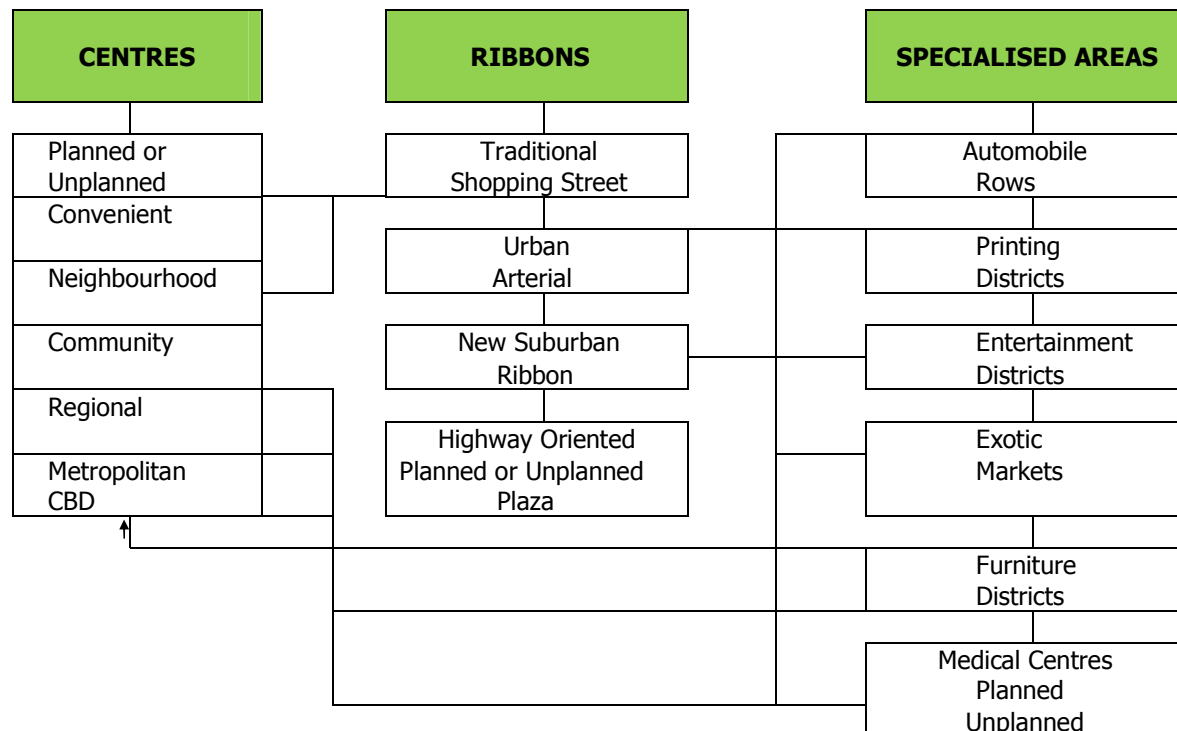 CENTRES
RIBBONS
SPECIALISED AREAS
Planned or
Unplanned
Convenient
Neighbourhood
Community
Regional
Metropolitan
CBD
Traditional
Shopping Street
Urban
Arterial
New Suburban
Ribbon
Highway Oriented
Planned or Unplanned
Plaza
Automobile
Rows
Printing
Districts
Entertainment
Districts
Exotic
Markets
Furniture
Districts
Medical Centres
Planned
Unplanned